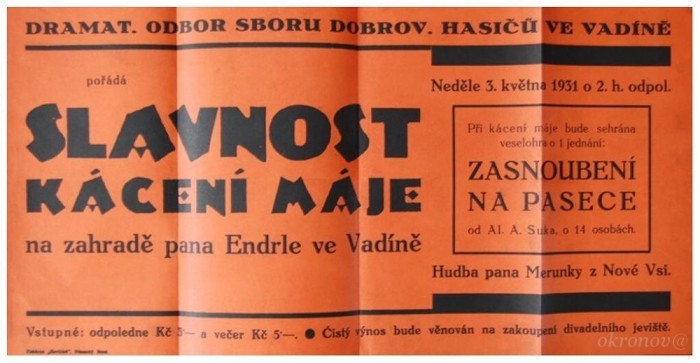 DRAMAT. ODBOR SBORU DOBROV. HASIČŮ VE VADÍNĚ
pořádá
SLAVNOST
KÁCENÍ MÁJE
na zahradě pana Endrle ve Vadíně
Neděle 3. května 1931 o 2. h. odpol.
Při kácení máje bude sehrána
veselohra o 1 jednání:
ZASNOUBENÍ
NA PASECE
od Al. A. Suka, o 14 osobách.
Hudba pana Merunky z Nové Vsi.
Vstupné: odpoledne Kč 3·— a večer Kč 5·—. ● Čistý výnos bude věnován na zakoupení divadelního jeviště.
okronov@